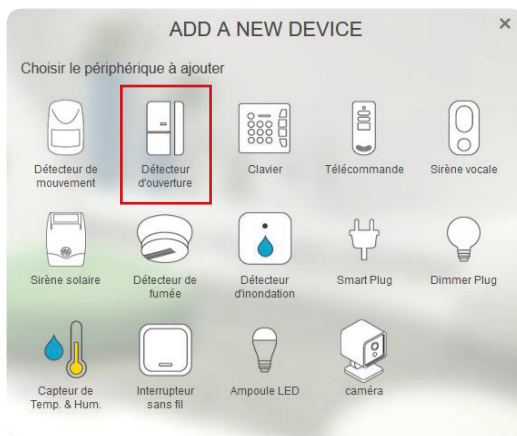 ADD A NEW DEVICE
×
Choisir le périphérique à ajouter
Détecteur de
mouvement
Détecteur
d'ouverture
Clavier
Télécommande
Sirène vocale
Sirène solaire
Détecteur de
fumée
Détecteur
d'inondation
Smart Plug
Dimmer Plug
Capteur de
Temp. & Hum.
Interrupteur
sans fil
Ampoule LED
caméra